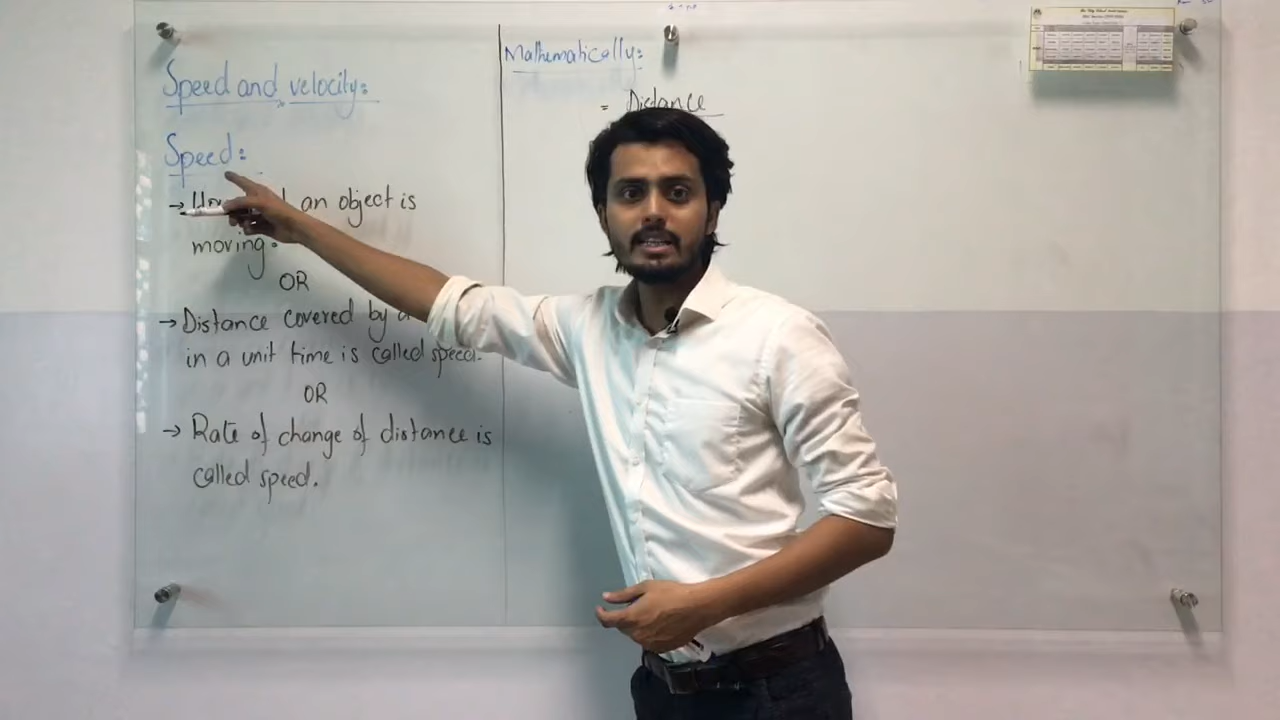 Speed and velocity:
Speed:
→ an object is
moving.
OR
→ Distance covered by
in a unit time is called speed.
OR
→ Rate of change of distance is
called speed.
Mathematically:
= Distance